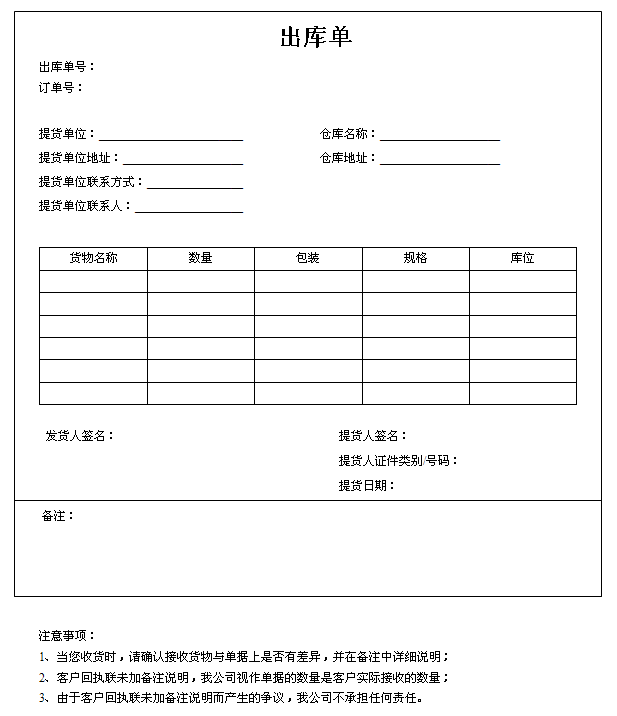 出库单
出库单号：
订单号：
提货单位： 仓库名称：
提货单位地址： 仓库地址：
提货单位联系方式：
提货单位联系人：
货物名称 数量 包装 规格 库位
发货人签名： 提货人签名：
提货人证件类别/号码：
提货日期：
备注：
注意事项：
1、当您收货时，请确认接收货物与单据上是否有差异，并在备注中详细说明；
2、客户回执联未加备注说明，我公司视作单据的数量是客户实际接收的数量；
3、由于客户回执联未加备注说明而产生的争议，我公司不承担任何责任。